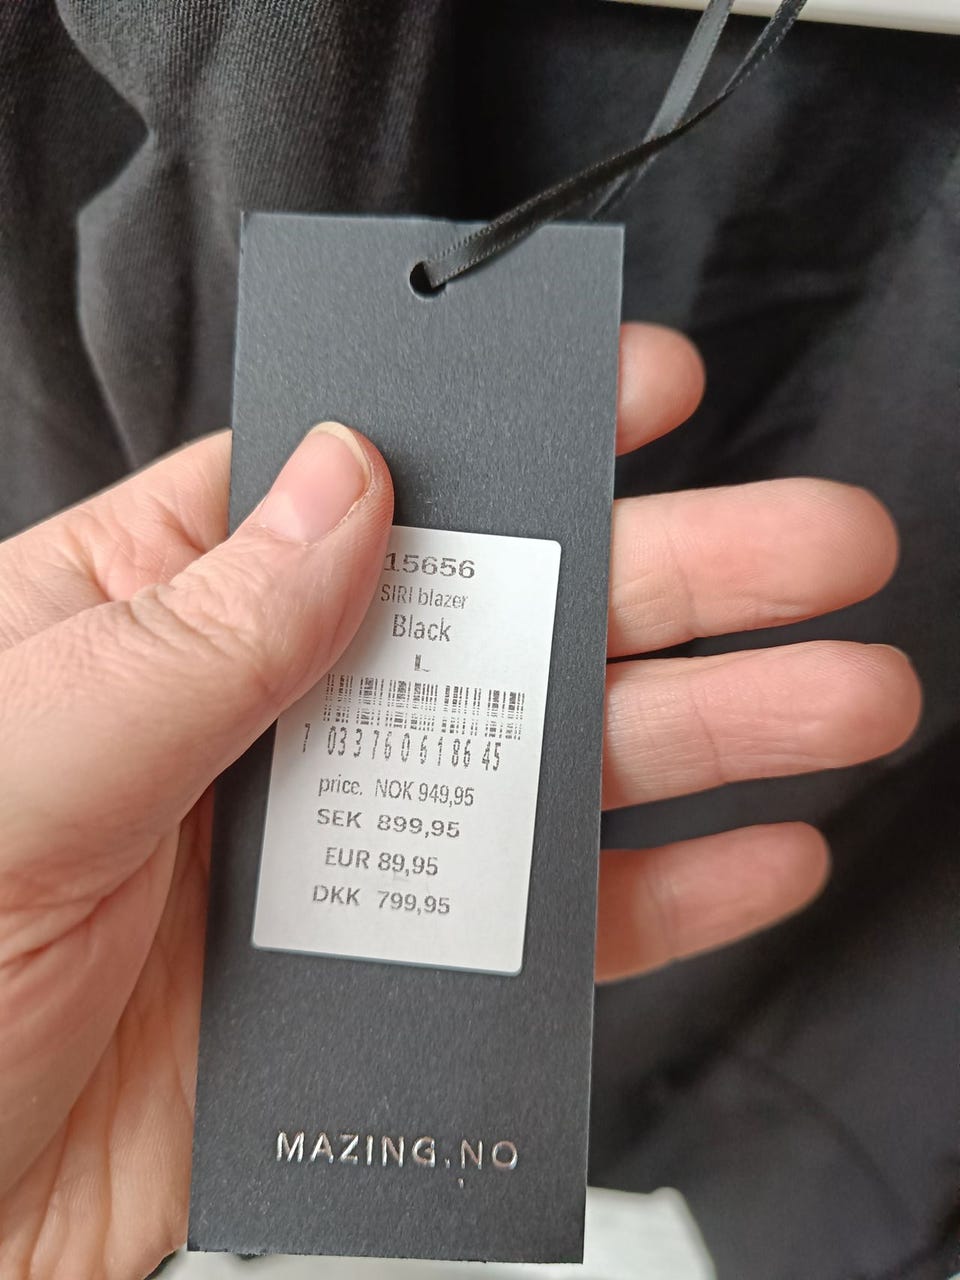 15656
SIRI blazer
Black
L
7 033760 618645
price. NOK 949,95
SEK 899,95
EUR 89,95
DKK 799,95
MAZING.NO